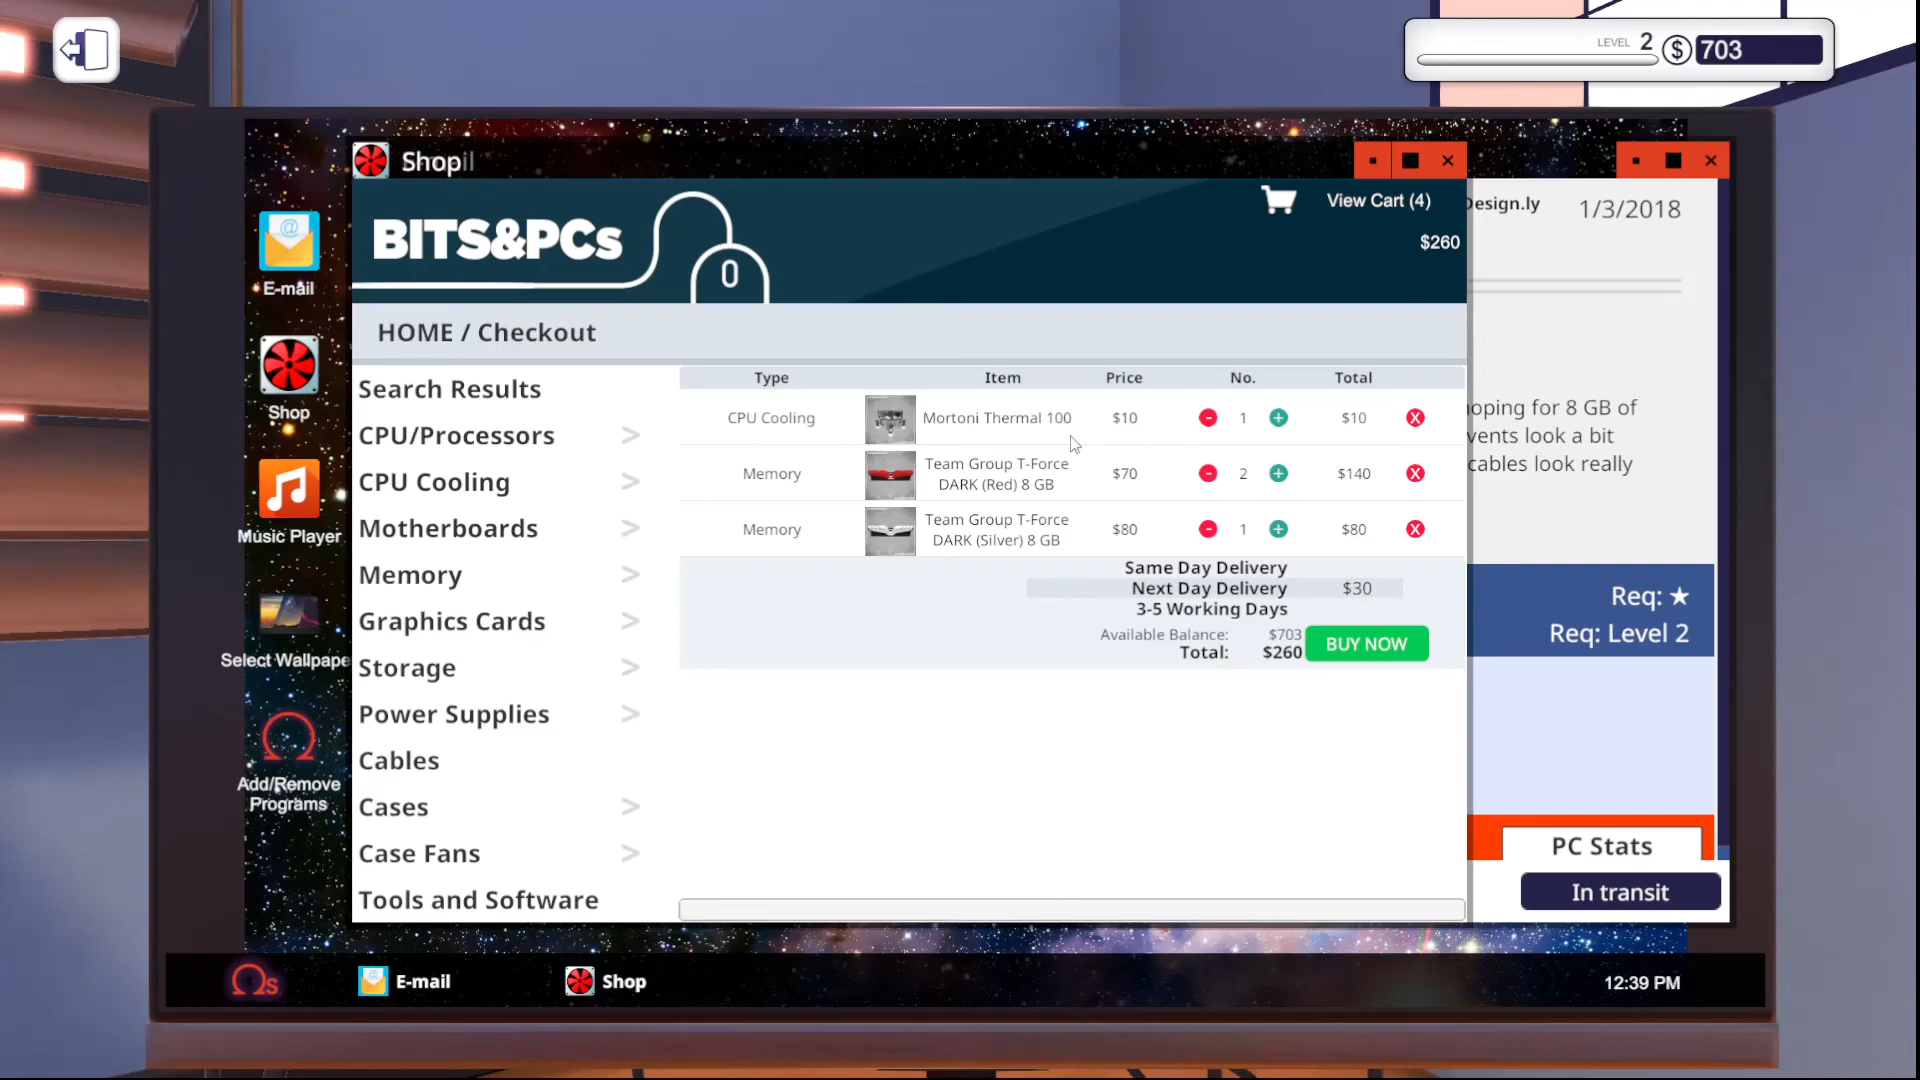 LEVEL 2 $ 703
Shop
View Cart (4)
$260
BITS&PCs
HOME / Checkout
Search Results
CPU/Processors >
CPU Cooling >
Motherboards >
Memory >
Graphics Cards >
Storage >
Power Supplies >
Cables
Cases >
Case Fans >
Tools and Software
Type Item Price No. Total
CPU Cooling Mortoni Thermal 100 $10 - 1 + $10 X
Memory Team Group T-Force DARK (Red) 8 GB $70 - 2 + $140 X
Memory Team Group T-Force DARK (Silver) 8 GB $80 - 1 + $80 X
Same Day Delivery
Next Day Delivery $30
3-5 Working Days
Available Balance: $703
Total: $260
BUY NOW
Design.ly 1/3/2018
oping for 8 GB of
vents look a bit
cables look really
Req: ★
Req: Level 2
PC Stats
In transit
E-mail
Shop
Music Player
Select Wallpape
Add/Remove
Programs
Ωs E-mail Shop 12:39 PM